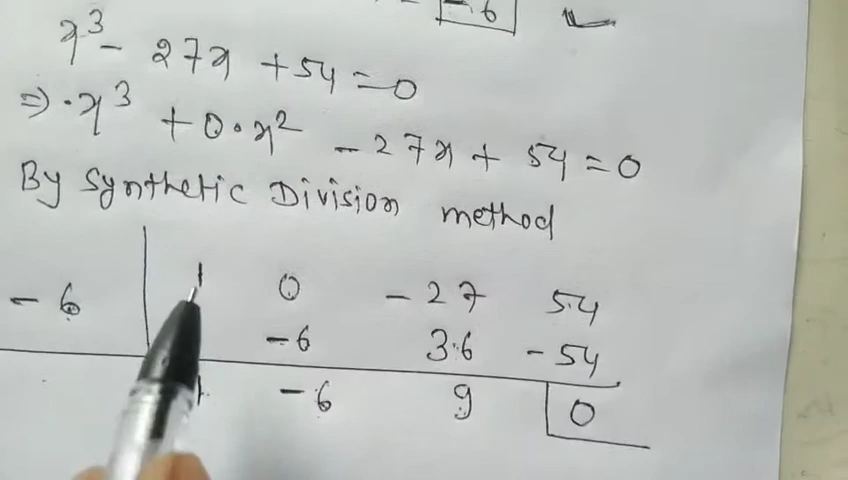 -6
x³ - 27x + 54 = 0
⇒ x³ + 0·x² - 27x + 54 = 0
By Synthetic Division method
-6 | 1 0 -27 54
-6 36 -54
1 -6 9 0